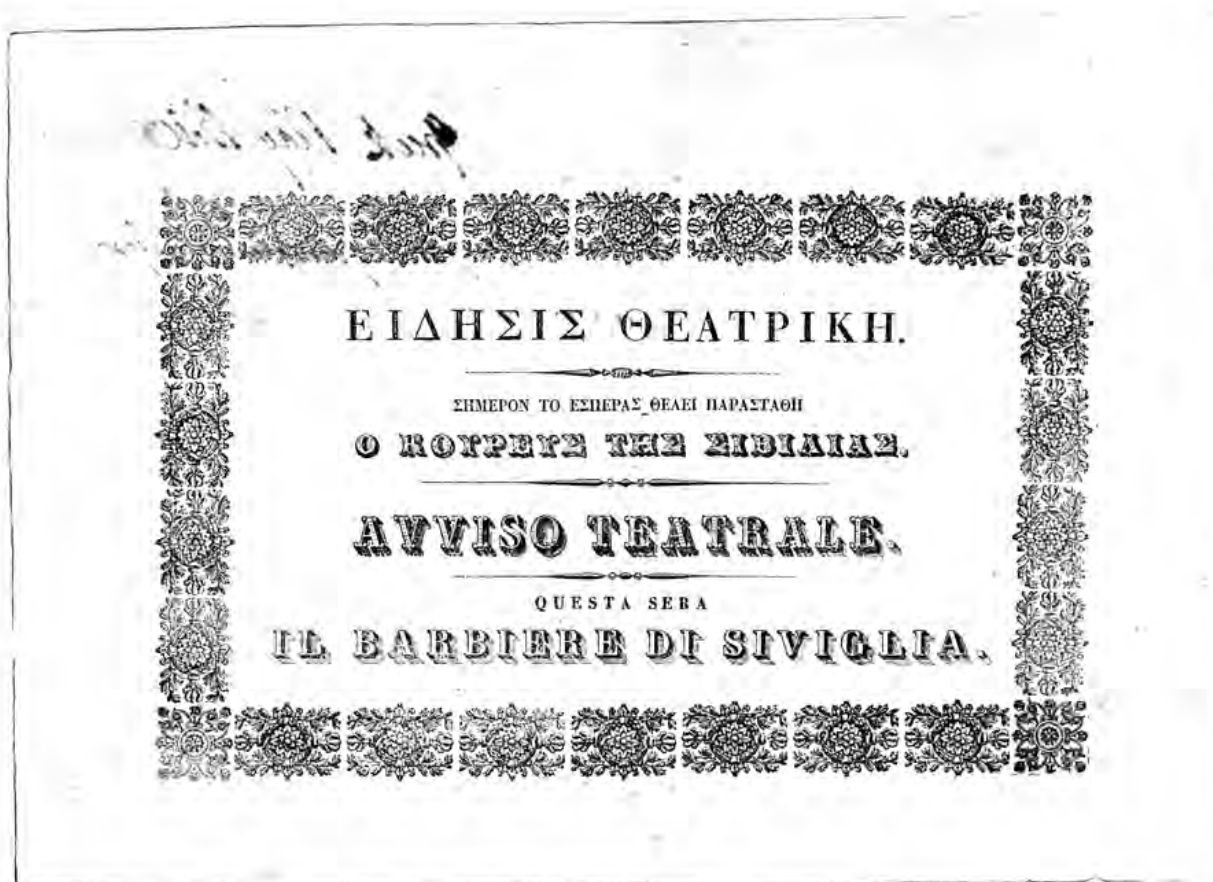 ΕΙΔΗΣΙΣ ΘΕΑΤΡΙΚΗ.
ΣΗΜΕΡΟΝ ΤΟ ΕΣΠΕΡΑΣ ΘΕΛΕΙ ΠΑΡΑΣΤΑΘΗ
Ο ΚΟΥΡΕΥΣ ΤΗΣ ΣΙΒΙΛΙΑΣ.
AVVISO TEATRALE.
QUESTA SERA
IL BARBIERE DI SIVIGLIA.